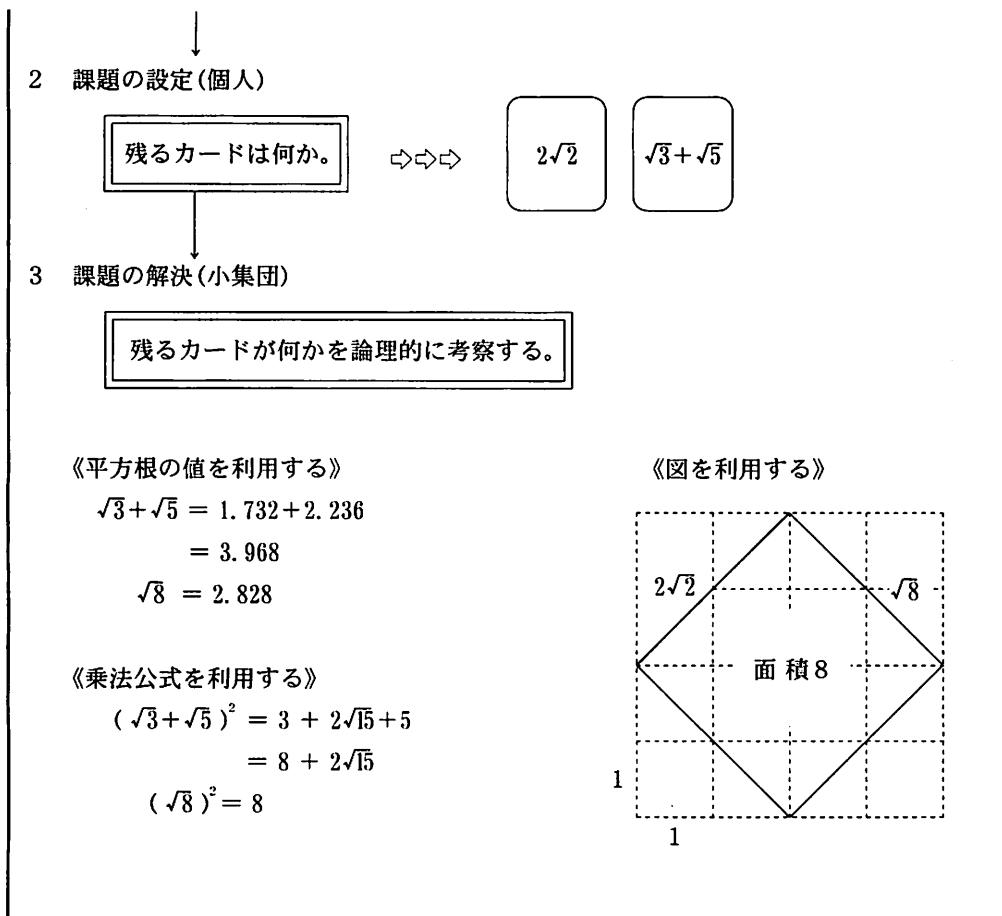 2 課題の設定(個人)
残るカードは何か。 ⇨⇨⇨ 2√2 √3+√5
3 課題の解決(小集団)
残るカードが何かを論理的に考察する。
《平方根の値を利用する》
√3+√5 = 1.732+2.236
= 3.968
√8 = 2.828
《乗法公式を利用する》
(√3+√5)² = 3 + 2√15+5
= 8 + 2√15
(√8)² = 8
《図を利用する》
2√2 √8
面積8
1
1